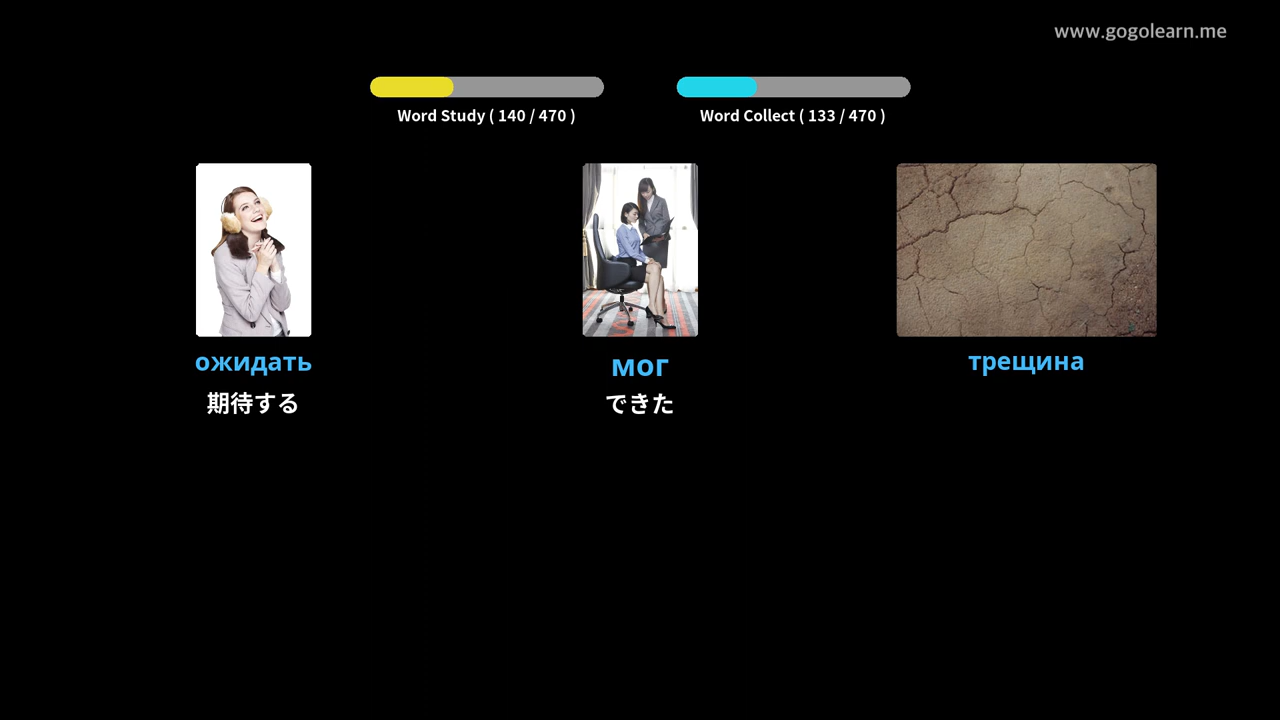 www.gogolearn.me
Word Study ( 140 / 470 )
Word Collect ( 133 / 470 )
ожидать
期待する
мог
できた
трещина